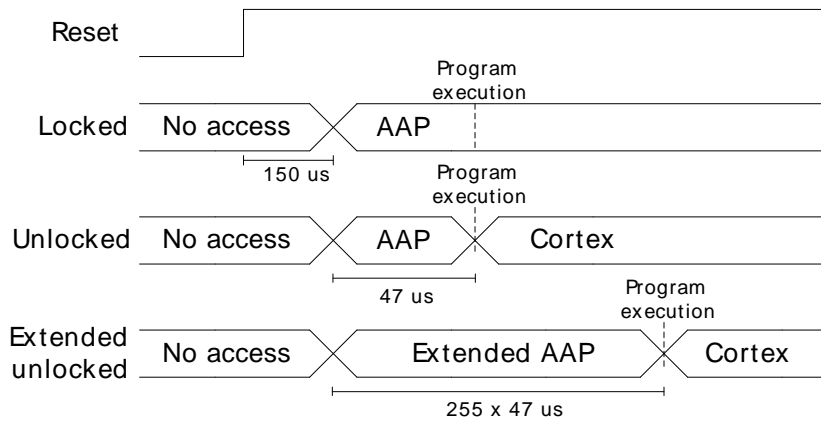 Reset
Program
execution
Locked
No access
AAP
150 us
Program
execution
Unlocked
No access
AAP
Cortex
47 us
Program
execution
Extended
unlocked
No access
Extended AAP
Cortex
255 x 47 us